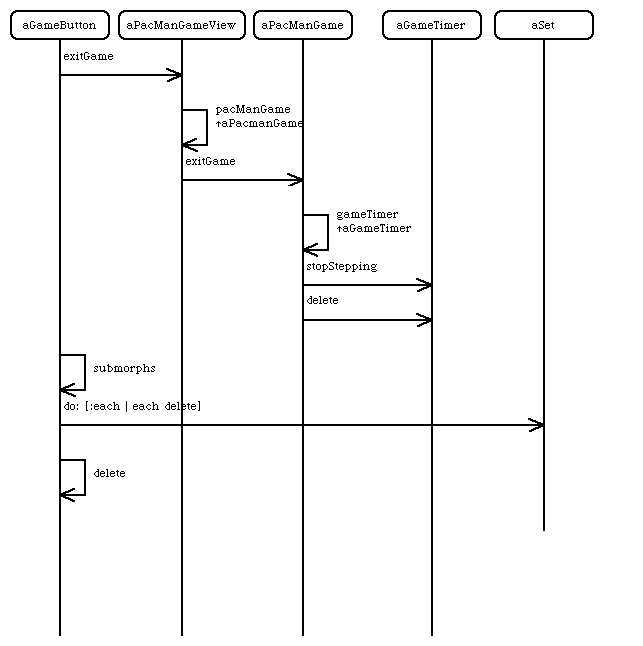 aGameButton
aPacManGameView
aPacManGame
aGameTimer
aSet
exitGame
pacManGame
↑aPacmanGame
exitGame
gameTimer
↑aGameTimer
stopStepping
delete
submorphs
do: [:each | each delete]
delete